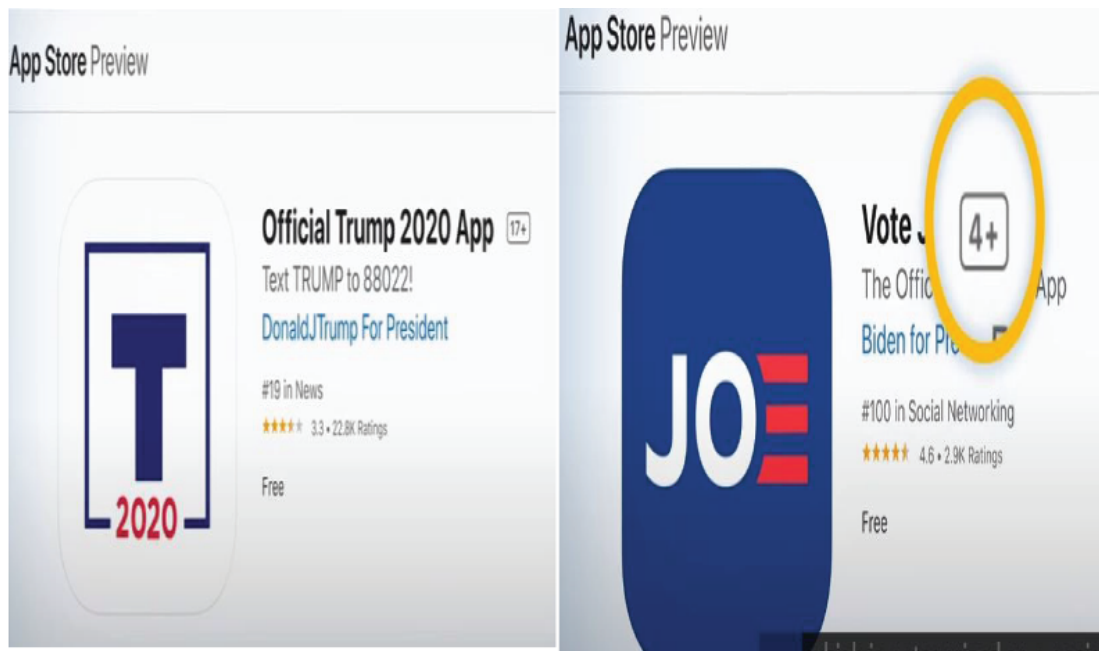 App Store Preview
Official Trump 2020 App 17+
Text TRUMP to 88022!
DonaldJTrump For President
#19 in News
3.3 • 22.8K Ratings
Free
T
2020
App Store Preview
Vote J 4+
The Offic App
Biden for Pre
#100 in Social Networking
4.6 • 2.9K Ratings
Free
JOE